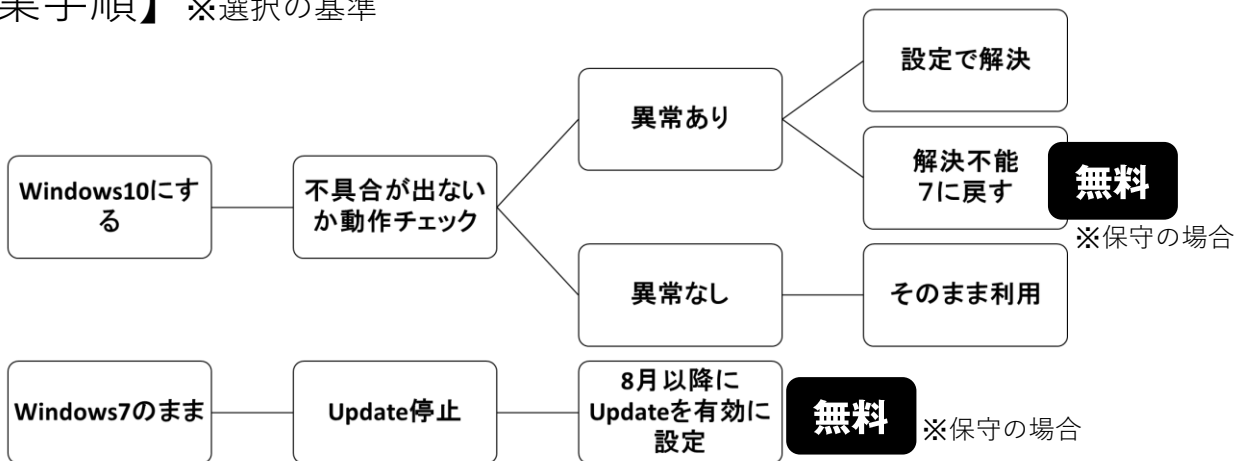 業手順】※選択の基準
設定で解決
異常あり
解決不能
7に戻す
無料
※保守の場合
Windows10にす
る
不具合が出ない
か動作チェック
異常なし
そのまま利用
Windows7のまま
Update停止
8月以降に
Updateを有効に
設定
無料
※保守の場合